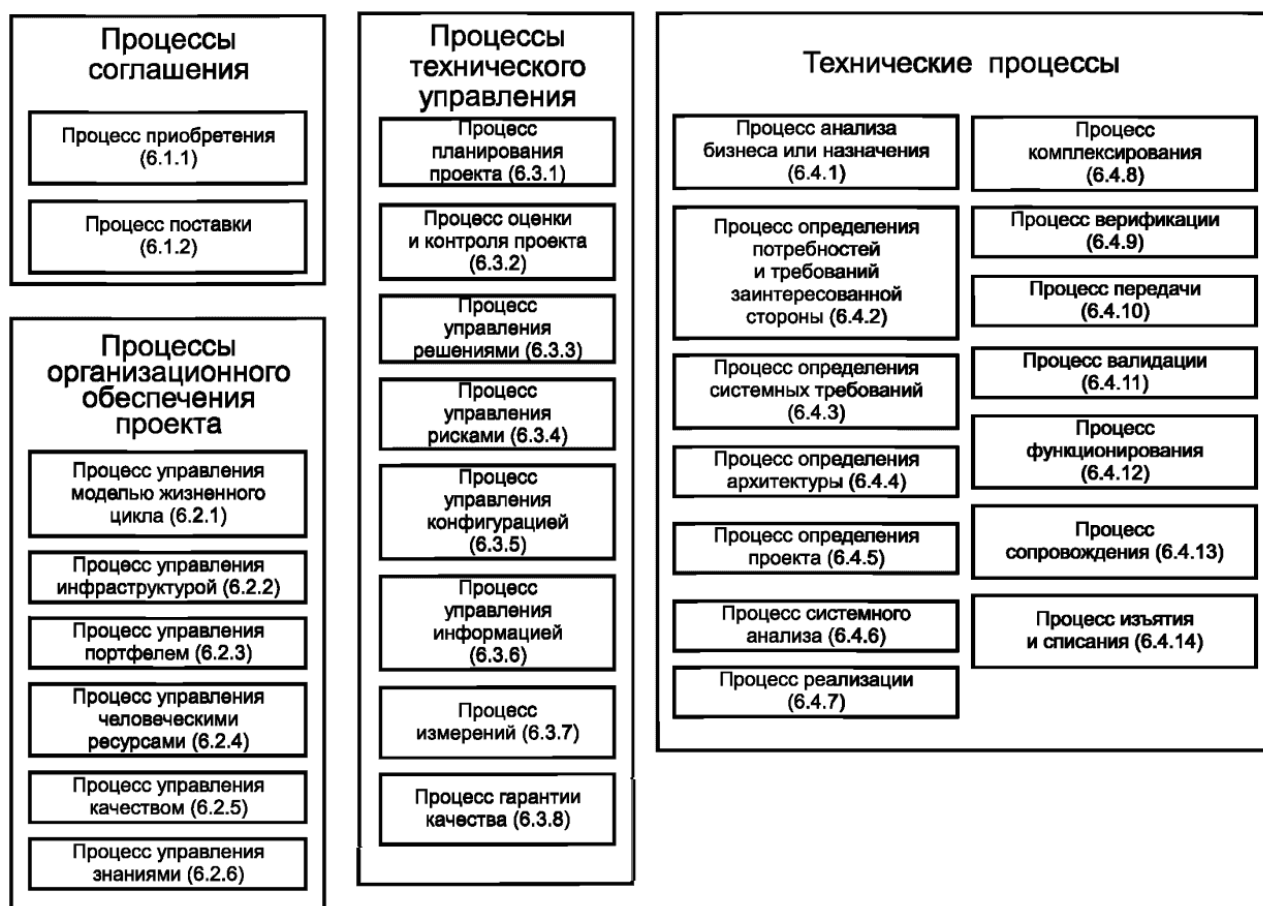 Процессы
соглашения
Процесс приобретения
(6.1.1)
Процесс поставки
(6.1.2)
Процессы
организационного
обеспечения
проекта
Процесс управления
моделью жизненного
цикла (6.2.1)
Процесс управления
инфраструктурой (6.2.2)
Процесс управления
портфелем (6.2.3)
Процесс управления
человеческими
ресурсами (6.2.4)
Процесс управления
качеством (6.2.5)
Процесс управления
знаниями (6.2.6)
Процессы
технического
управления
Процесс
планирования
проекта (6.3.1)
Процесс оценки
и контроля проекта
(6.3.2)
Процесс
управления
решениями (6.3.3)
Процесс
управления
рисками (6.3.4)
Процесс
управления
конфигурацией
(6.3.5)
Процесс
управления
информацией
(6.3.6)
Процесс
измерений (6.3.7)
Процесс гарантии
качества (6.3.8)
Технические процессы
Процесс анализа
бизнеса или назначения
(6.4.1)
Процесс определения
потребностей
и требований
заинтересованной
стороны (6.4.2)
Процесс определения
системных требований
(6.4.3)
Процесс определения
архитектуры (6.4.4)
Процесс определения
проекта (6.4.5)
Процесс системного
анализа (6.4.6)
Процесс реализации
(6.4.7)
Процесс
комплексирования
(6.4.8)
Процесс верификации
(6.4.9)
Процесс передачи
(6.4.10)
Процесс валидации
(6.4.11)
Процесс
функционирования
(6.4.12)
Процесс
сопровождения (6.4.13)
Процесс изъятия
и списания (6.4.14)